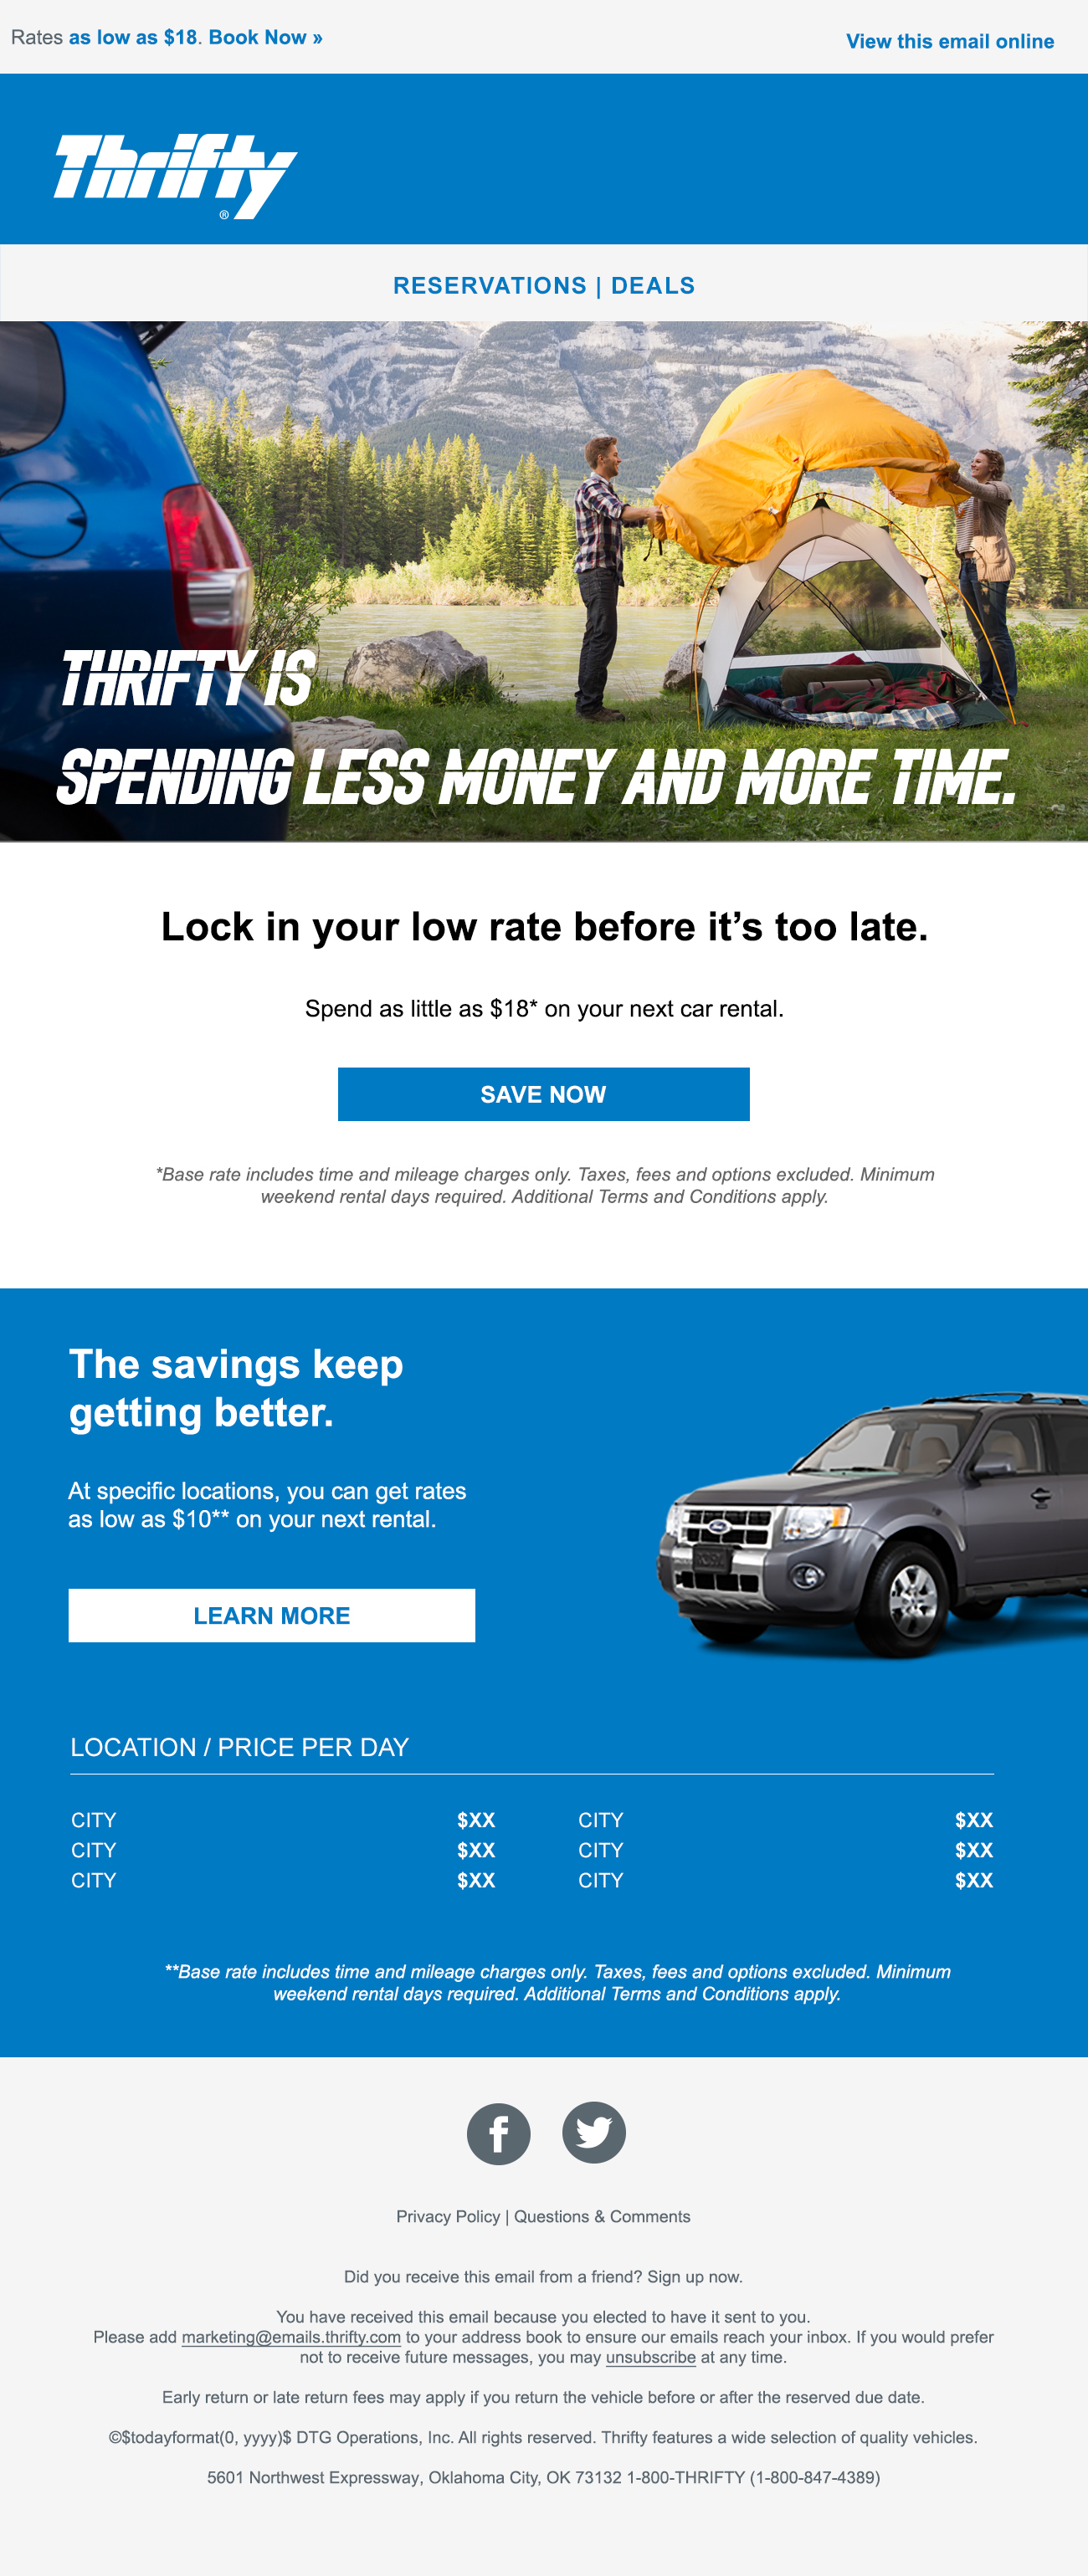 Rates as low as $18. Book Now »
View this email online
Thrifty
®
RESERVATIONS | DEALS
THRIFTY IS
SPENDING LESS MONEY AND MORE TIME.
Lock in your low rate before it’s too late.
Spend as little as $18* on your next car rental.
SAVE NOW
*Base rate includes time and mileage charges only. Taxes, fees and options excluded. Minimum
weekend rental days required. Additional Terms and Conditions apply.
The savings keep
getting better.
At specific locations, you can get rates
as low as $10** on your next rental.
LEARN MORE
LOCATION / PRICE PER DAY
CITY $XX CITY $XX
CITY $XX CITY $XX
CITY $XX CITY $XX
**Base rate includes time and mileage charges only. Taxes, fees and options excluded. Minimum
weekend rental days required. Additional Terms and Conditions apply.
Privacy Policy | Questions & Comments
Did you receive this email from a friend? Sign up now.
You have received this email because you elected to have it sent to you.
Please add marketing@emails.thrifty.com to your address book to ensure our emails reach your inbox. If you would prefer
not to receive future messages, you may unsubscribe at any time.
Early return or late return fees may apply if you return the vehicle before or after the reserved due date.
©$todayformat(0, yyyy)$ DTG Operations, Inc. All rights reserved. Thrifty features a wide selection of quality vehicles.
5601 Northwest Expressway, Oklahoma City, OK 73132 1-800-THRIFTY (1-800-847-4389)